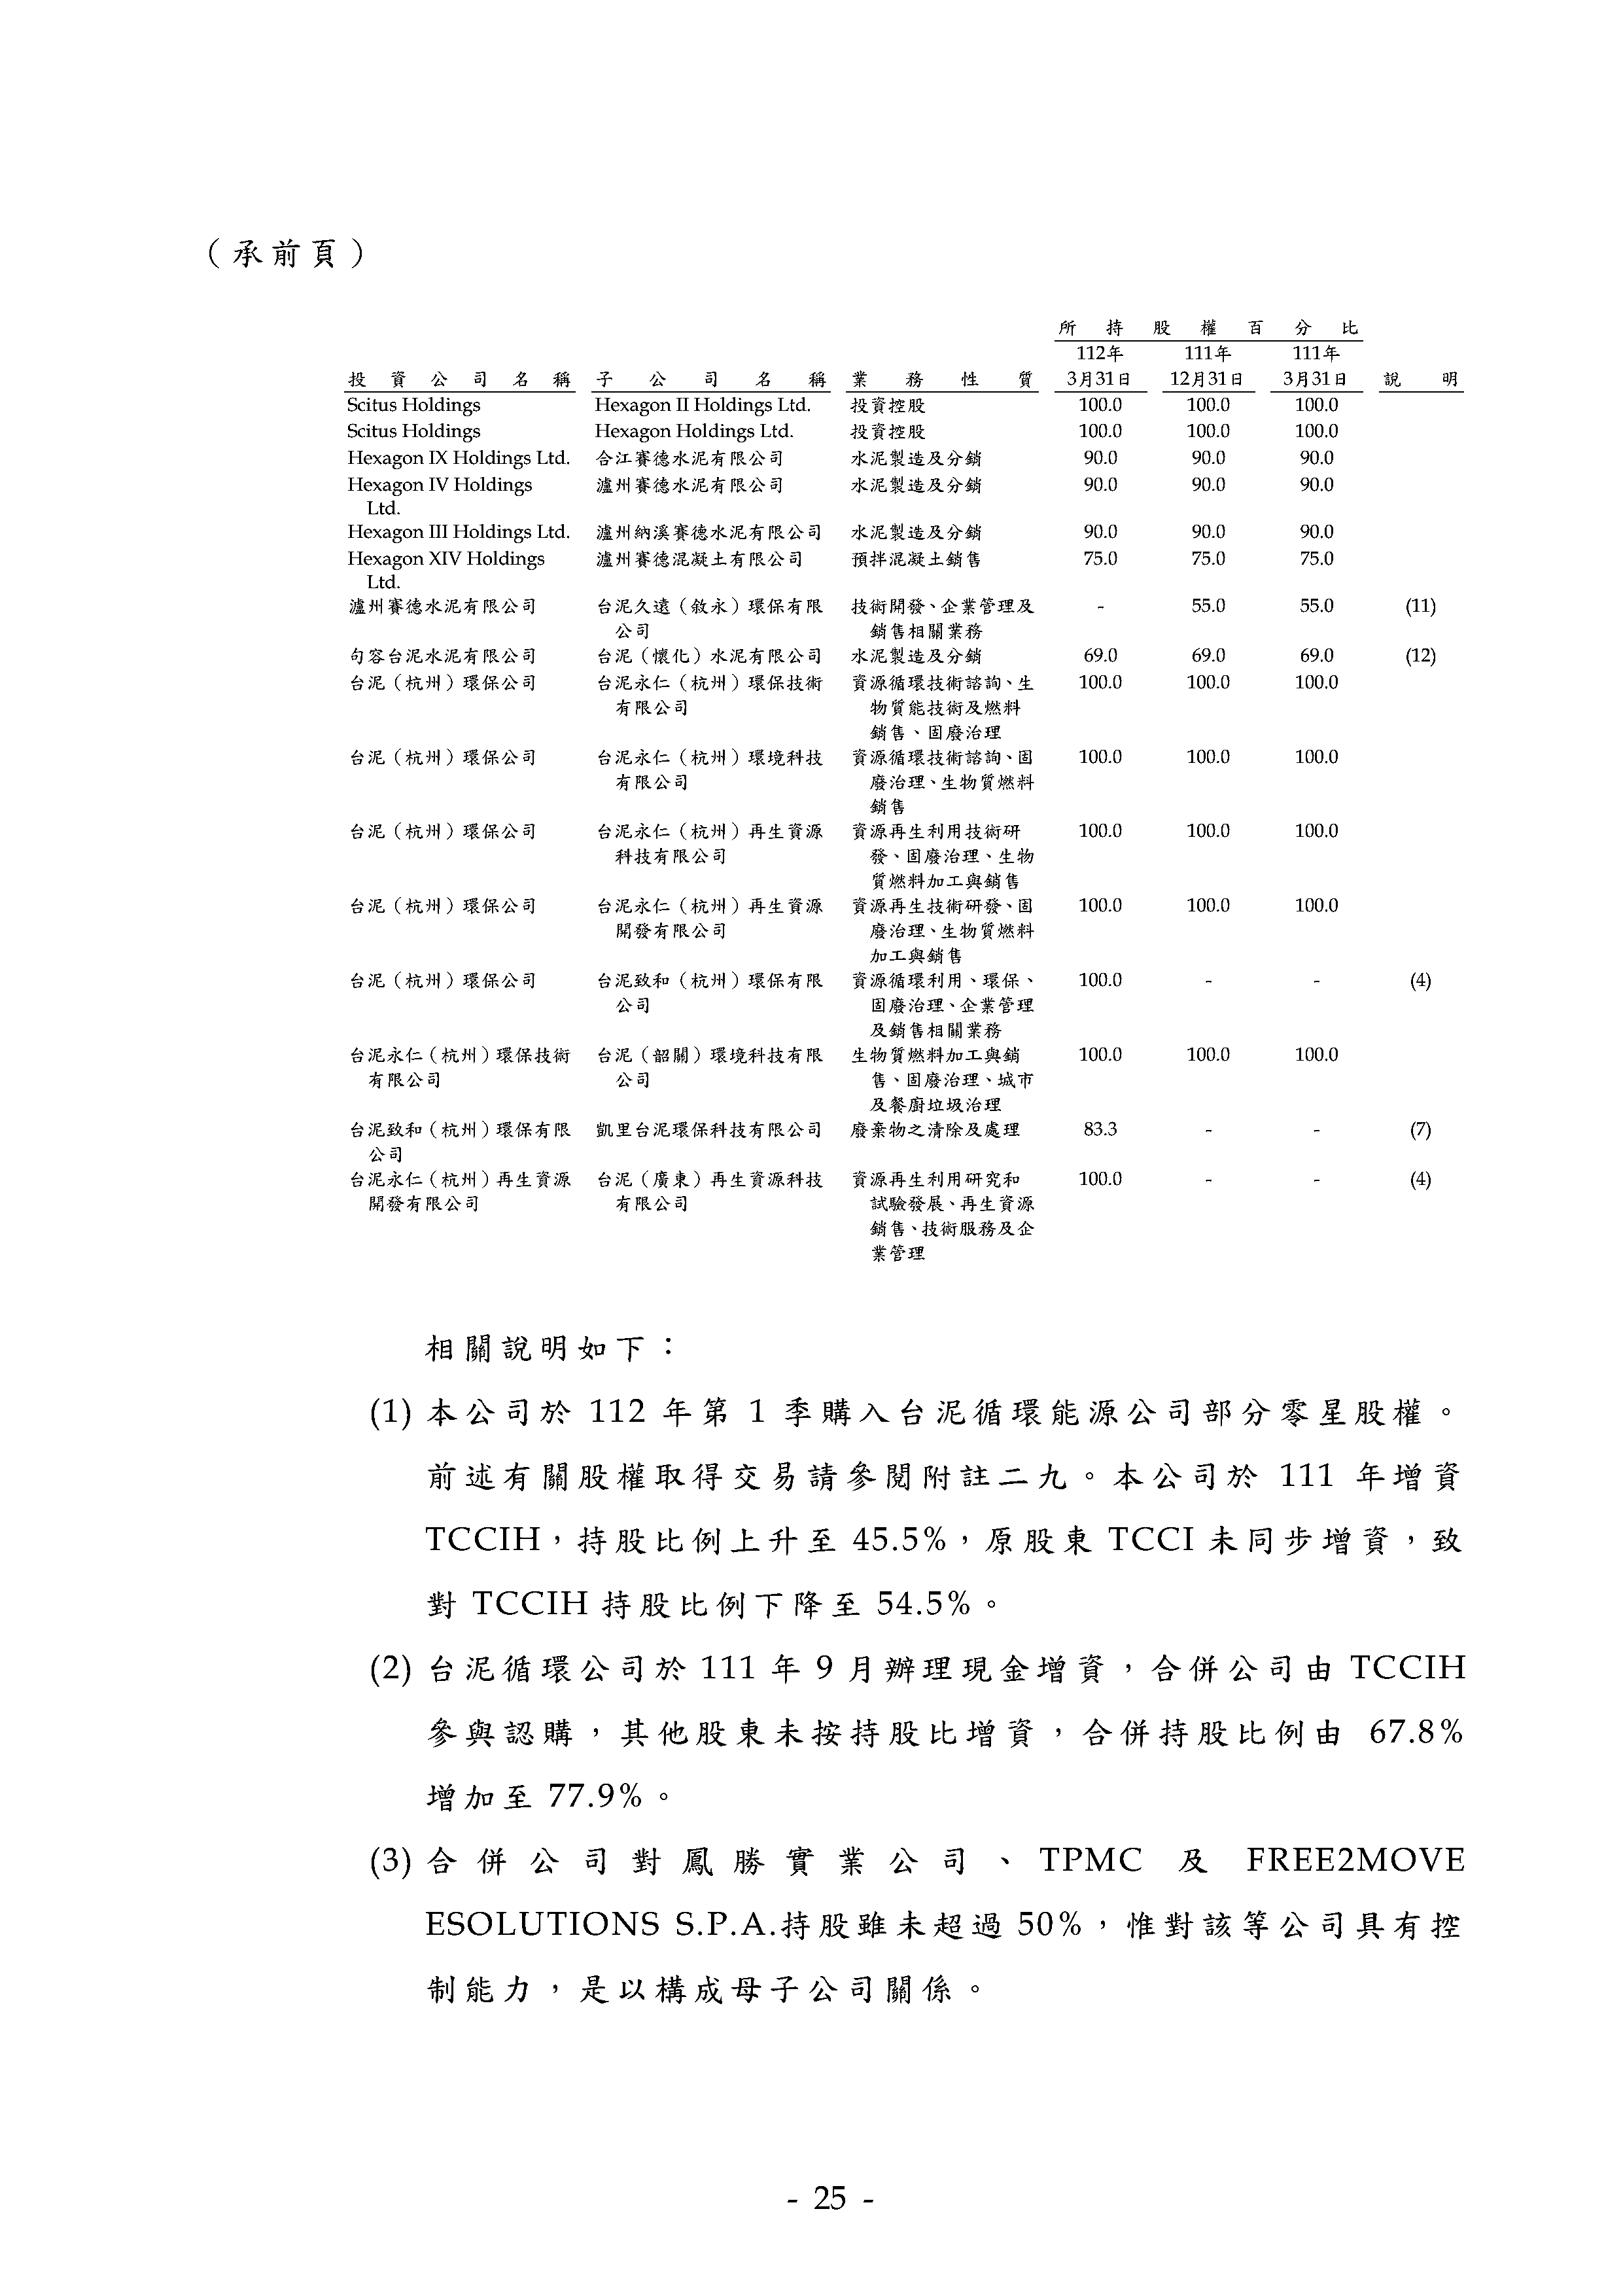 （承前頁）
所持股權百分比
112年 111年 111年
投資公司名稱 子公司名稱 業務性質 3月31日 12月31日 3月31日 說明
Scitus Holdings Hexagon II Holdings Ltd. 投資控股 100.0 100.0 100.0
Scitus Holdings Hexagon Holdings Ltd. 投資控股 100.0 100.0 100.0
Hexagon IX Holdings Ltd. 合江賽德水泥有限公司 水泥製造及分銷 90.0 90.0 90.0
Hexagon IV Holdings 瀘州賽德水泥有限公司 水泥製造及分銷 90.0 90.0 90.0
Ltd.
Hexagon III Holdings Ltd. 瀘州納溪賽德水泥有限公司 水泥製造及分銷 90.0 90.0 90.0
Hexagon XIV Holdings 瀘州賽德混凝土有限公司 預拌混凝土銷售 75.0 75.0 75.0
Ltd.
瀘州賽德水泥有限公司 台泥久遠（敘永）環保有限 技術開發、企業管理及 - 55.0 55.0 (11)
公司 銷售相關業務
句容台泥水泥有限公司 台泥（懷化）水泥有限公司 水泥製造及分銷 69.0 69.0 69.0 (12)
台泥（杭州）環保公司 台泥永仁（杭州）環保技術 資源循環技術諮詢、生 100.0 100.0 100.0
有限公司 物質能技術及燃料
銷售、固廢治理
台泥（杭州）環保公司 台泥永仁（杭州）環境科技 資源循環技術諮詢、固 100.0 100.0 100.0
有限公司 廢治理、生物質燃料
銷售
台泥（杭州）環保公司 台泥永仁（杭州）再生資源 資源再生利用技術研 100.0 100.0 100.0
科技有限公司 發、固廢治理、生物
質燃料加工與銷售
台泥（杭州）環保公司 台泥永仁（杭州）再生資源 資源再生技術研發、固 100.0 100.0 100.0
開發有限公司 廢治理、生物質燃料
加工與銷售
台泥（杭州）環保公司 台泥致和（杭州）環保有限 資源循環利用、環保、 100.0 - - (4)
公司 固廢治理、企業管理
及銷售相關業務
台泥永仁（杭州）環保技術 台泥（韶關）環境科技有限 生物質燃料加工與銷 100.0 100.0 100.0
有限公司 公司 售、固廢治理、城市
及餐廚垃圾治理
台泥致和（杭州）環保有限 凱里台泥環保科技有限公司 廢棄物之清除及處理 83.3 - - (7)
公司
台泥永仁（杭州）再生資源 台泥（廣東）再生資源科技 資源再生利用研究和 100.0 - - (4)
開發有限公司 有限公司 試驗發展、再生資源
銷售、技術服務及企
業管理
相關說明如下：
(1) 本公司於 112 年第 1 季購入台泥循環能源公司部分零星股權。
前述有關股權取得交易請參閱附註二九。本公司於 111 年增資
TCCIH，持股比例上升至 45.5%，原股東 TCCI 未同步增資，致
對 TCCIH 持股比例下降至 54.5%。
(2) 台泥循環公司於 111 年 9 月辦理現金增資，合併公司由 TCCIH
參與認購，其他股東未按持股比增資，合併持股比例由 67.8%
增加至 77.9%。
(3) 合併公司對鳳勝實業公司、TPMC 及 FREE2MOVE
ESOLUTIONS S.P.A.持股雖未超過 50%，惟對該等公司具有控
制能力，是以構成母子公司關係。
- 25 -